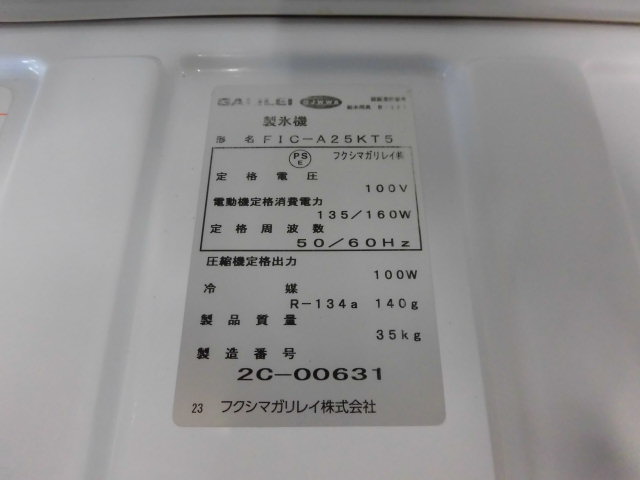 GALILEI JWWA
製氷機
形 名 FIC-A25KT5
PS E フクシマガリレイ㈱
定格電圧
100V
電動機定格消費電力
135/160W
定格周波数
50/60Hz
圧縮機定格出力
100W
冷 媒
R-134a 140g
製品質量
35kg
製造番号
2C-00631
23 フクシマガリレイ株式会社